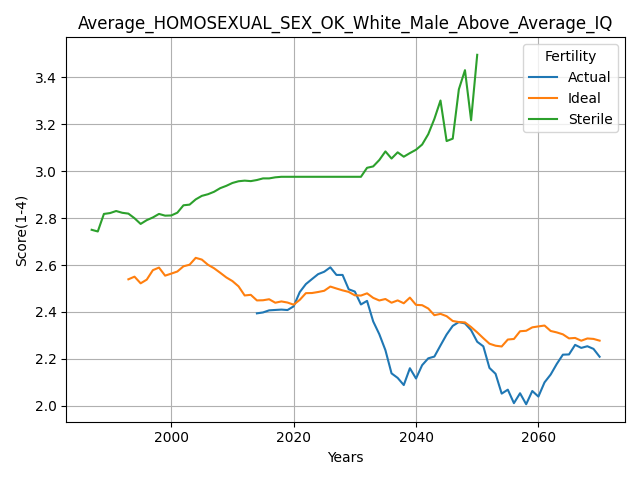 Average_HOMOSEXUAL_SEX_OK_White_Male_Above_Average_IQ
Fertility
Actual
Ideal
Sterile
Score(1-4)
3.4
3.2
3.0
2.8
2.6
2.4
2.2
2.0
2000
2020
2040
2060
Years